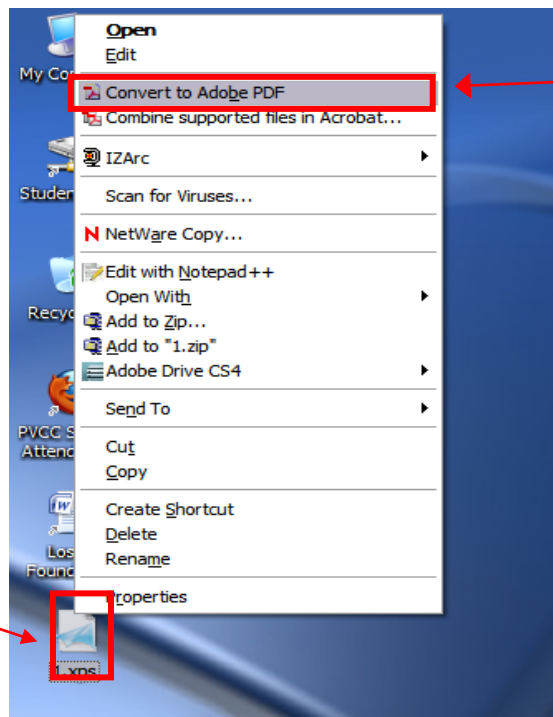 Open
Edit
My Co
Convert to Adobe PDF
Combine supported files in Acrobat...
IZArc
Studen
Scan for Viruses...
NetWare Copy...
Edit with Notepad++
Open With
Recyc
Add to Zip...
Add to "1.zip"
Adobe Drive CS4
Send To
PVCC S
Attend
Cut
Copy
Create Shortcut
Delete
Los
Found
Rename
Properties
1.xps